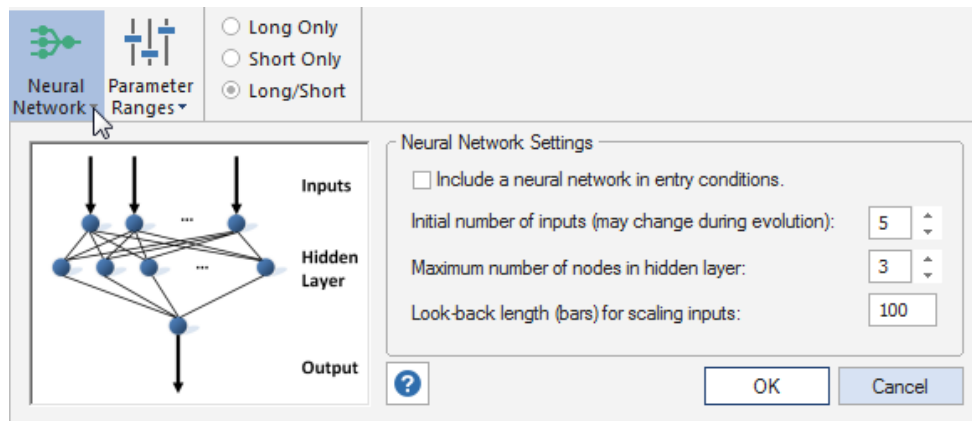 Long Only
Short Only
Long/Short
Neural
Network
Parameter
Ranges
Inputs
...
Hidden
Layer
...
Output
Neural Network Settings
Include a neural network in entry conditions.
Initial number of inputs (may change during evolution): 5
Maximum number of nodes in hidden layer: 3
Look-back length (bars) for scaling inputs: 100
?
OK
Cancel